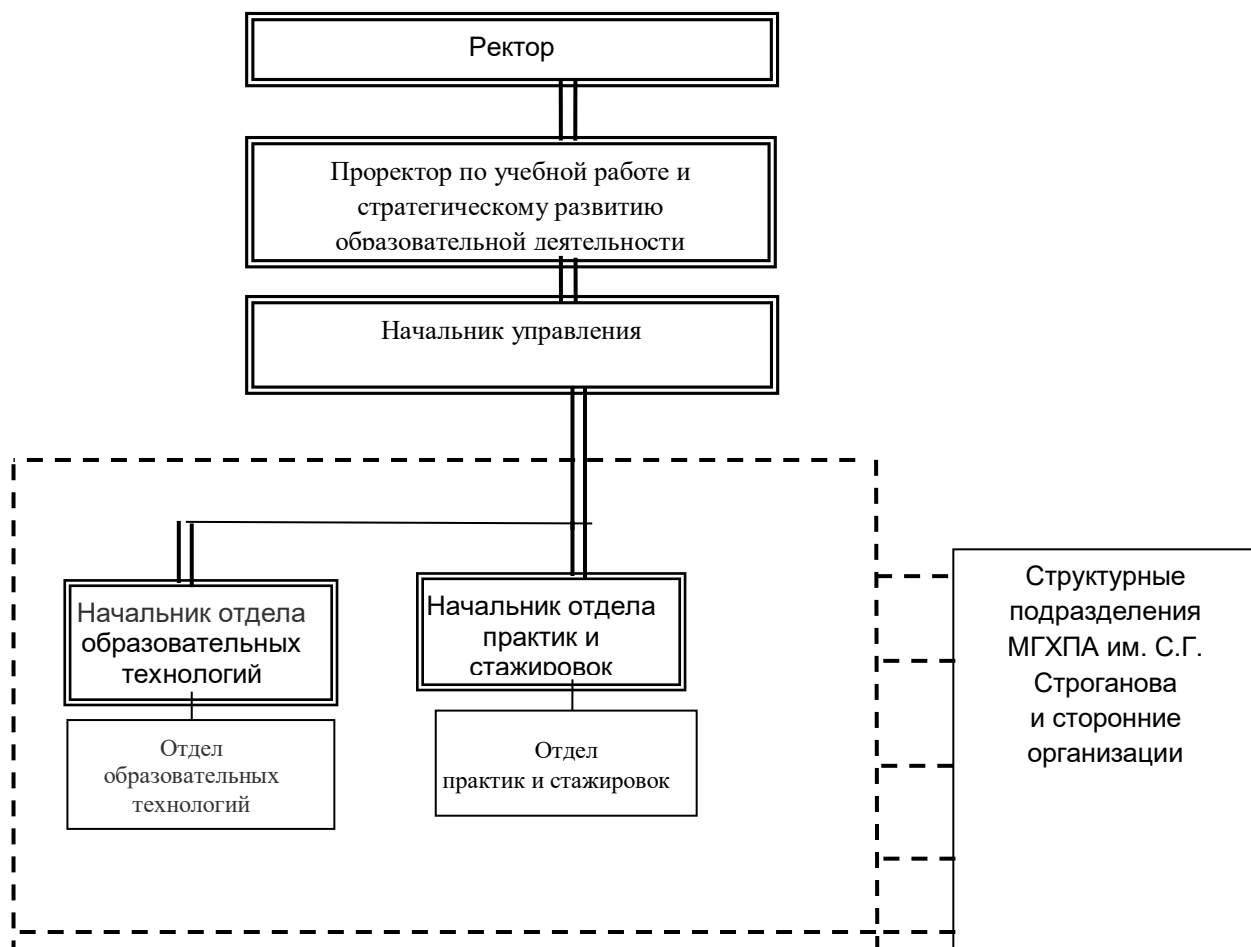 Ректор
Проректор по учебной работе и
стратегическому развитию
образовательной деятельности
Начальник управления
Начальник отдела
образовательных
технологий
Начальник отдела
практик и
стажировок
Отдел
образовательных
технологий
Отдел
практик и стажировок
Структурные
подразделения
МГХПА им. С.Г.
Строганова
и сторонние
организации